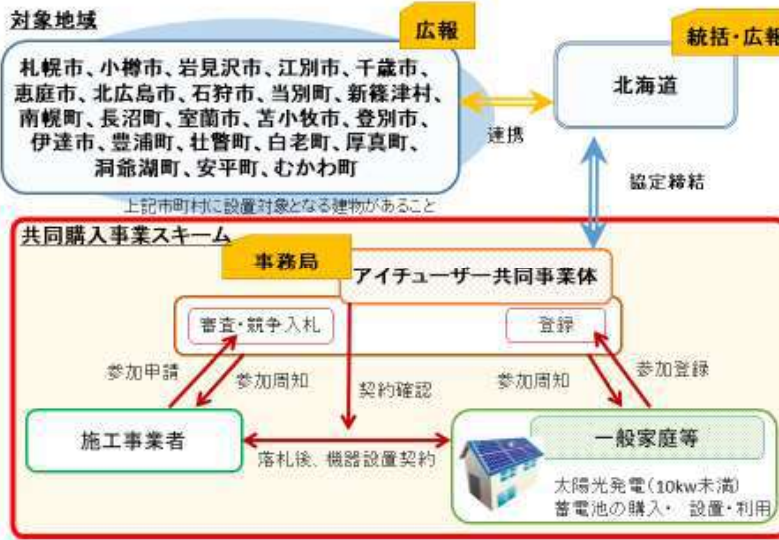 対象地域
広報
統括・広報
札幌市、小樽市、岩見沢市、江別市、千歳市、
恵庭市、北広島市、石狩市、当別町、新篠津村、
南幌町、長沼町、室蘭市、苫小牧市、登別市、
伊達市、豊浦町、壮瞥町、白老町、厚真町、
洞爺湖町、安平町、むかわ町
北海道
連携
協定締結
上記市町村に設置対象となる建物があること
共同購入事業スキーム
事務局
アイチューザー共同事業体
審査・競争入札
登録
参加申請
参加周知
契約確認
参加周知
参加登録
施工事業者
落札後、機器設置契約
一般家庭等
太陽光発電(10kw未満)
蓄電池の購入・ 設置・利用